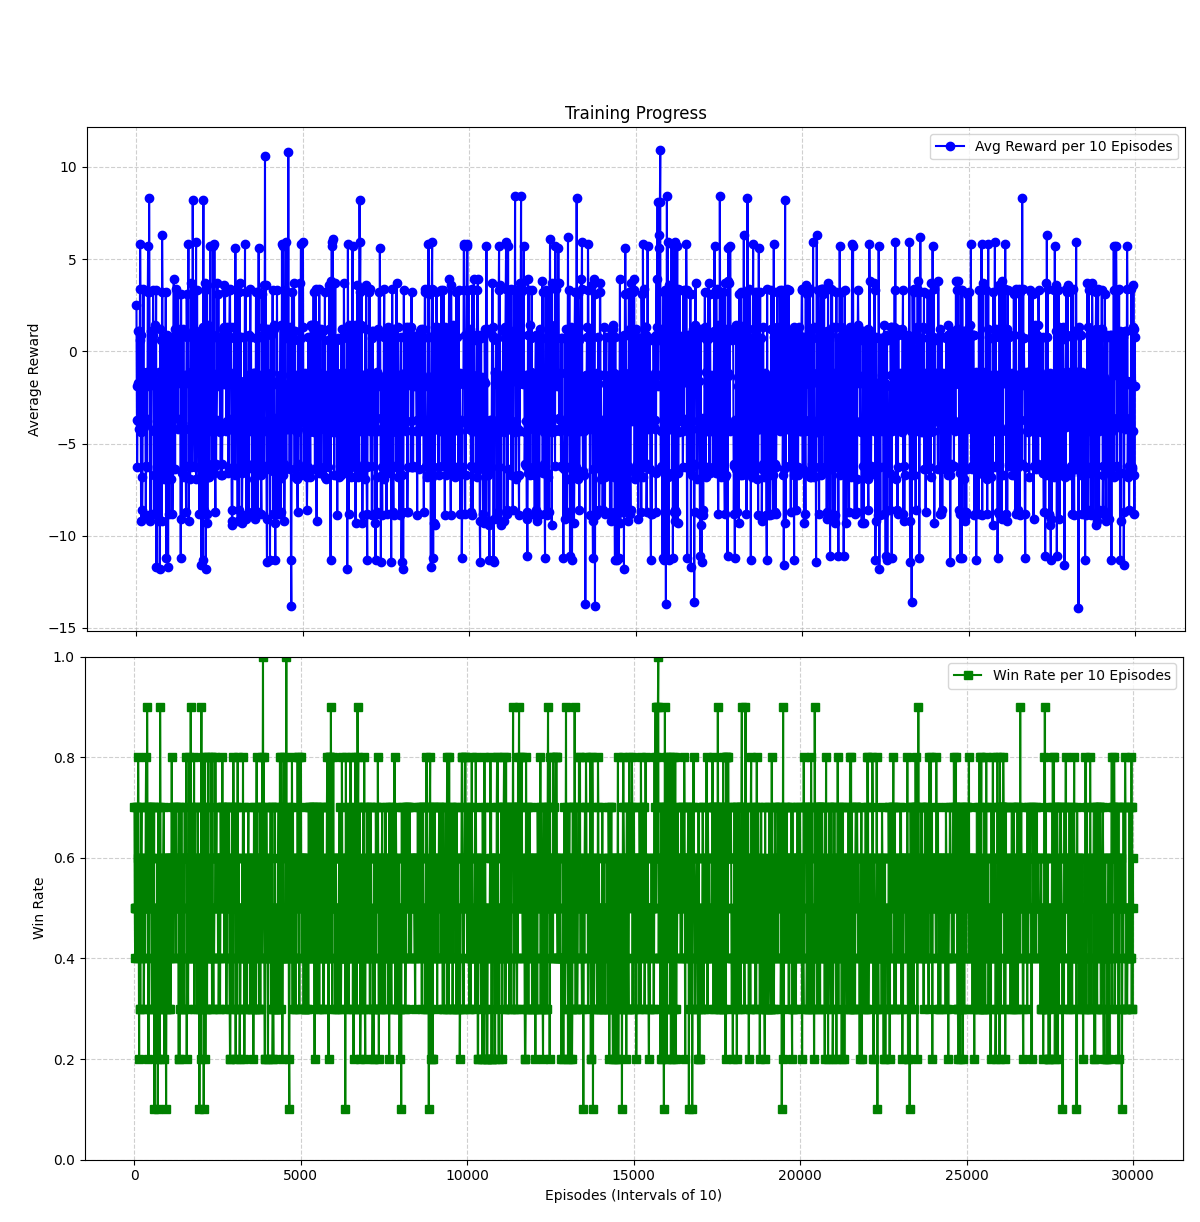 Training Progress
Avg Reward per 10 Episodes
10
5
0
−5
−10
−15
Average Reward
Win Rate per 10 Episodes
1.0
0.8
0.6
0.4
0.2
0.0
Win Rate
0 5000 10000 15000 20000 25000 30000
Episodes (Intervals of 10)